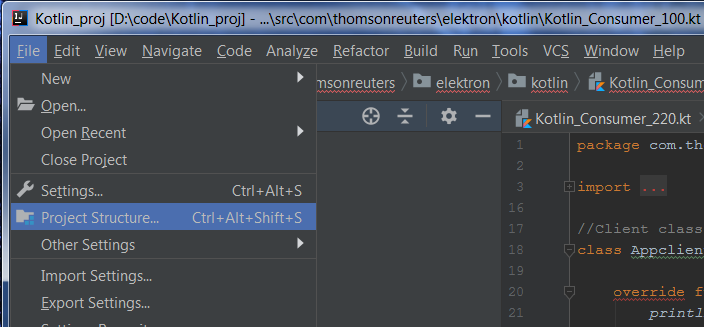 Kotlin_proj [D:\code\Kotlin_proj] - ...\src\com\thomsonreuters\elektron\kotlin\Kotlin_Consumer_100.kt
File Edit View Navigate Code Analyze Refactor Build Run Tools VCS Window Help
msonreuters elektron kotlin Kotlin_Consum
New
Open...
Open Recent
Close Project
Settings... Ctrl+Alt+S
Project Structure... Ctrl+Alt+Shift+S
Other Settings
Import Settings...
Export Settings...
Kotlin_Consumer_220.kt
1 package com.th
2
3 import ...
16
17 //Client class
18 class Appclien
19
20 override f
21 printl